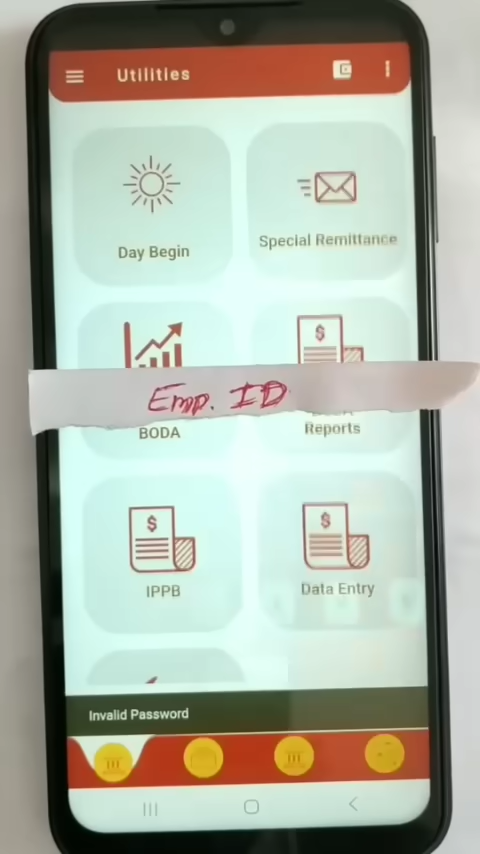 Utilities
Day Begin
Special Remittance
Emp. ID
BODA
Reports
IPPB
Data Entry
Invalid Password